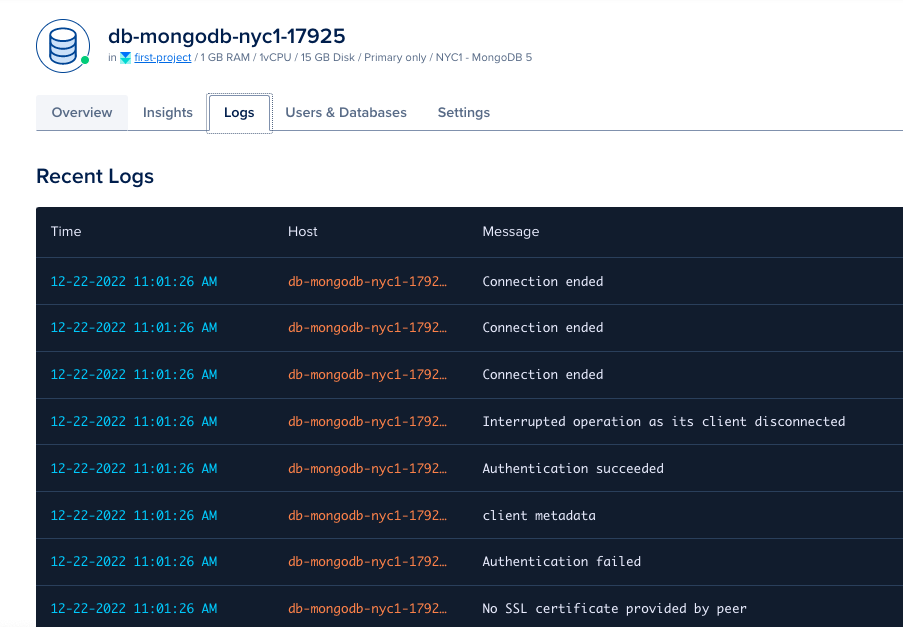 db-mongodb-nyc1-17925
in first-project / 1 GB RAM / 1vCPU / 15 GB Disk / Primary only / NYC1 - MongoDB 5
Overview Insights Logs Users & Databases Settings
Recent Logs
Time Host Message
12-22-2022 11:01:26 AM db-mongodb-nyc1-1792… Connection ended
12-22-2022 11:01:26 AM db-mongodb-nyc1-1792… Connection ended
12-22-2022 11:01:26 AM db-mongodb-nyc1-1792… Connection ended
12-22-2022 11:01:26 AM db-mongodb-nyc1-1792… Interrupted operation as its client disconnected
12-22-2022 11:01:26 AM db-mongodb-nyc1-1792… Authentication succeeded
12-22-2022 11:01:26 AM db-mongodb-nyc1-1792… client metadata
12-22-2022 11:01:26 AM db-mongodb-nyc1-1792… Authentication failed
12-22-2022 11:01:26 AM db-mongodb-nyc1-1792… No SSL certificate provided by peer